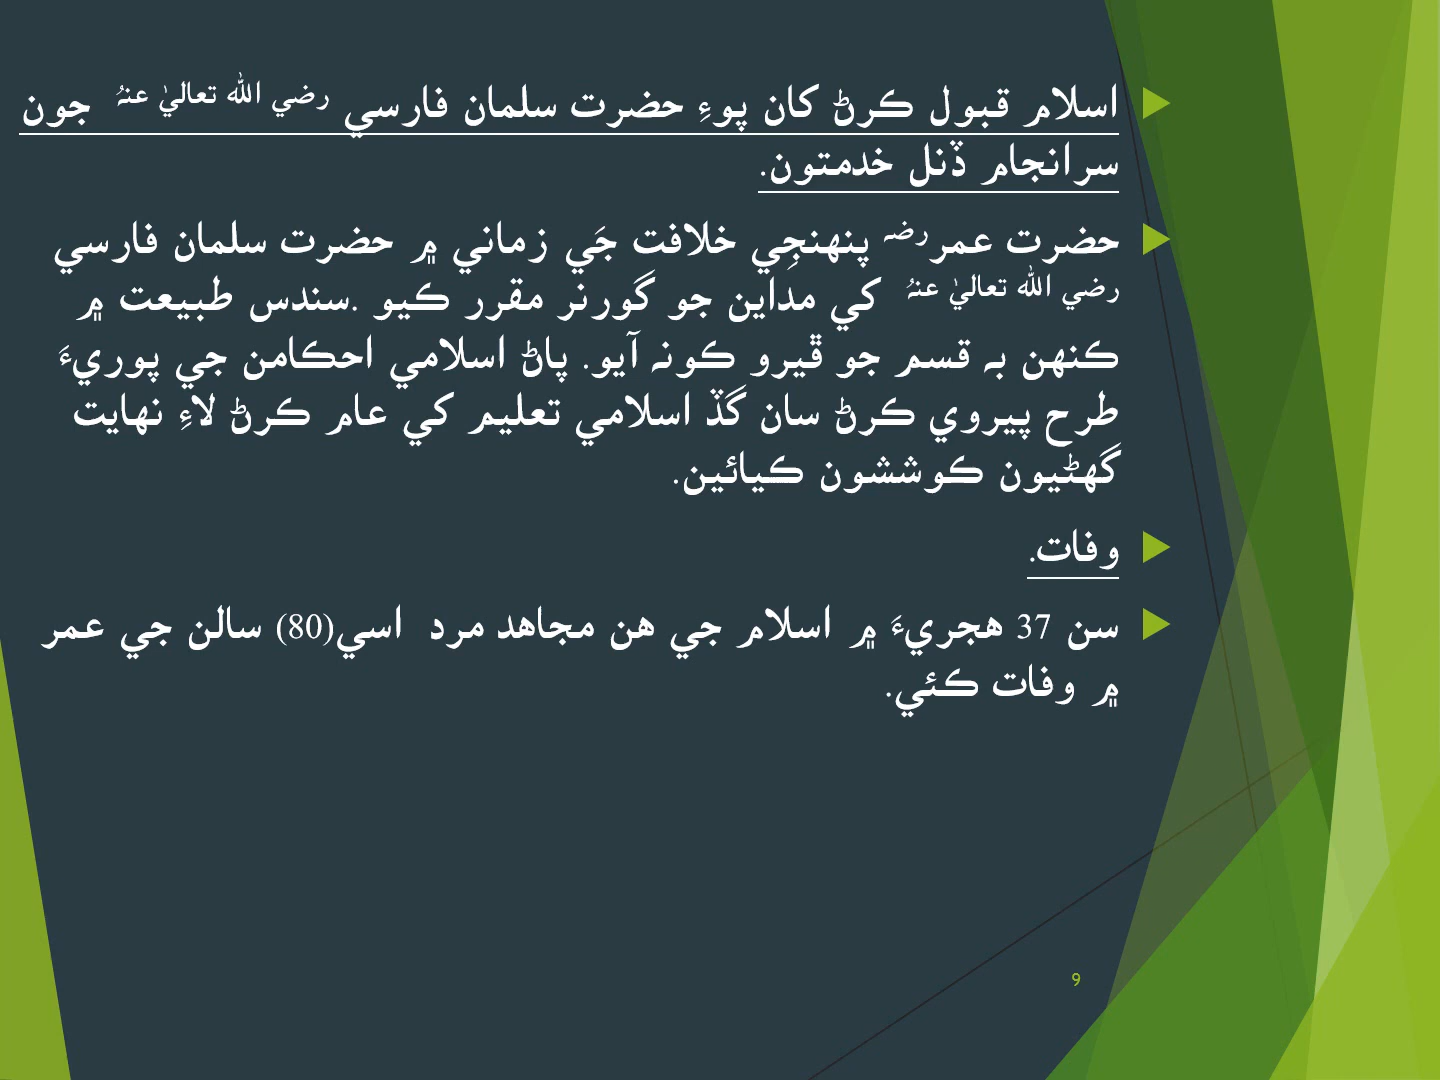 اسلام قبول ڪرڻ کان پوءِ حضرت سلمان فارسي رضي الله تعاليٰ عنہُ جون
سرانجام ڏنل خدمتون.
حضرت عمررضہ پنهنجِي خلافت جَي زماني ۾ حضرت سلمان فارسي
رضي الله تعاليٰ عنہُ کي مدائن جو گورنر مقرر ڪيو .سندس طبيعت ۾
ڪنهن بہ قسم جو ڦيرو ڪونہ آيو. پاڻ اسلامي احڪامن جي پوريءَ
طرح پيروي ڪرڻ سان گڏ اسلامي تعليم کي عام ڪرڻ لاءِ نهايت
گهڻيون ڪوششون ڪيائين.
وفات.
سن 37 هجريءَ ۾ اسلام جي هن مجاهد مرد اسي(80) سالن جي عمر
۾ وفات ڪئي.
9